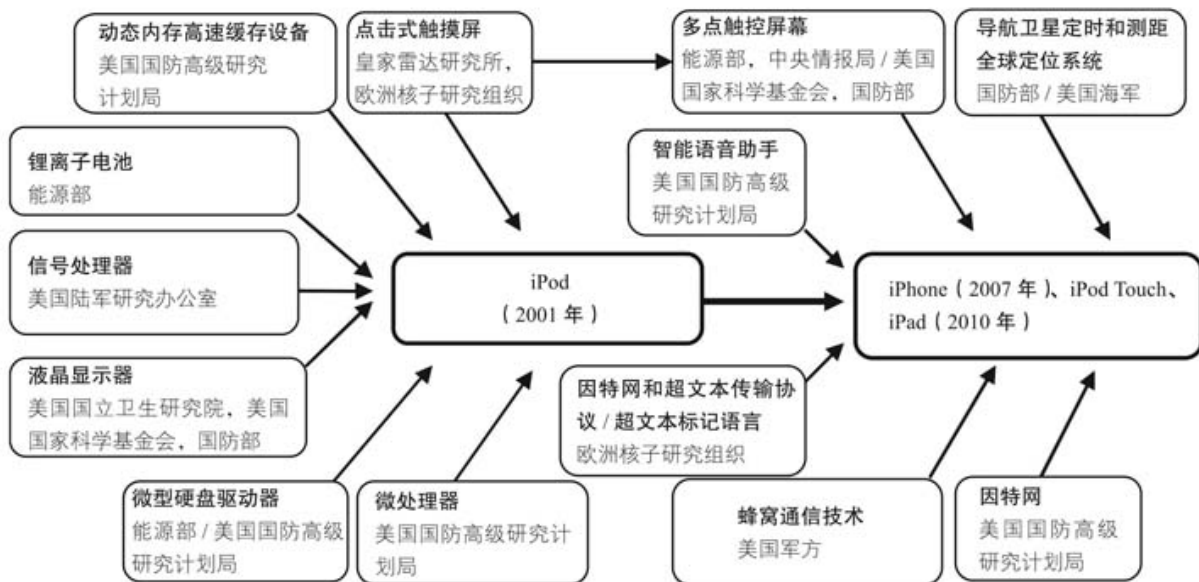 动态内存高速缓存设备
美国国防高级研究
计划局
点击式触摸屏
皇家雷达研究所，
欧洲核子研究组织
多点触控屏幕
能源部，中央情报局 / 美国
国家科学基金会，国防部
导航卫星定时和测距
全球定位系统
国防部 / 美国海军
锂离子电池
能源部
智能语音助手
美国国防高级
研究计划局
信号处理器
美国陆军研究办公室
iPod
（2001 年）
iPhone（2007 年）、iPod Touch、
iPad（2010 年）
液晶显示器
美国国立卫生研究院，美国
国家科学基金会，国防部
因特网和超文本传输协
议 / 超文本标记语言
欧洲核子研究组织
微型硬盘驱动器
能源部 / 美国国防高级
研究计划局
微处理器
美国国防高级研究计
划局
蜂窝通信技术
美国军方
因特网
美国国防高级
研究计划局